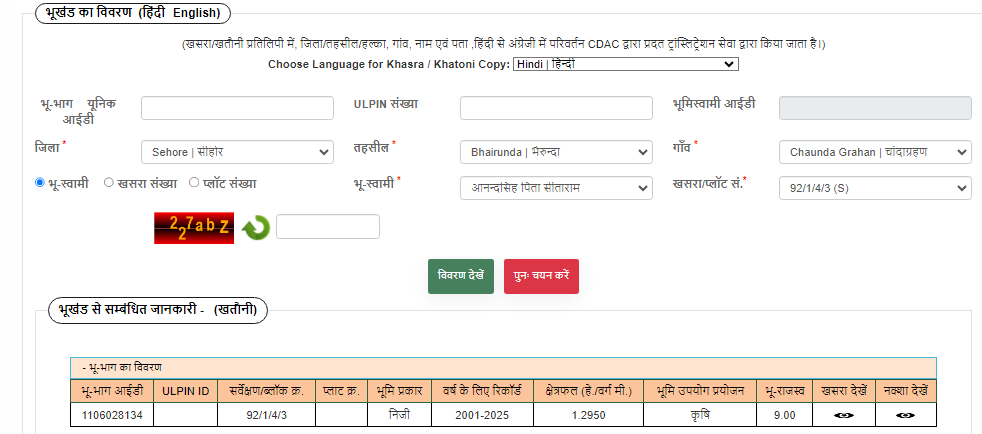 भूखंड का विवरण (हिंदी English)
(खसरा/खतौनी प्रतिलिपी में, जिला/तहसील/हल्का, गांव, नाम एवं पता ,हिंदी से अंग्रेजी में परिवर्तन CDAC द्वारा प्रदत ट्रांस्लिट्रेशन सेवा द्वारा किया जाता है।)
Choose Language for Khasra / Khatoni Copy: Hindi | हिन्दी
भू-भाग यूनिक आईडी ULPIN संख्या भूमिस्वामी आईडी
जिला * Sehore | सीहोर तहसील * Bhairunda | भेरुन्दा गाँव * Chaunda Grahan | चांदाग्रहण
भू-स्वामी खसरा संख्या प्लॉट संख्या भू-स्वामी * आनन्दसिह पिता सीताराम खसरा/प्लॉट सं.* 92/1/4/3 (S)
227abZ
विवरण देखें पुनः चयन करें
भूखंड से सम्बंधित जानकारी - (खतौनी)
- भू-भाग का विवरण
भू-भाग आईडी ULPIN ID सर्वेक्षण/ब्लॉक क्र. प्लाट क्र. भूमि प्रकार वर्ष के लिए रिकॉर्ड क्षेत्रफल (हे./वर्ग मी.) भूमि उपयोग प्रयोजन भू-राजस्व खसरा देखें नक्शा देखें
1106028134 92/1/4/3 निजी 2001-2025 1.2950 कृषि 9.00